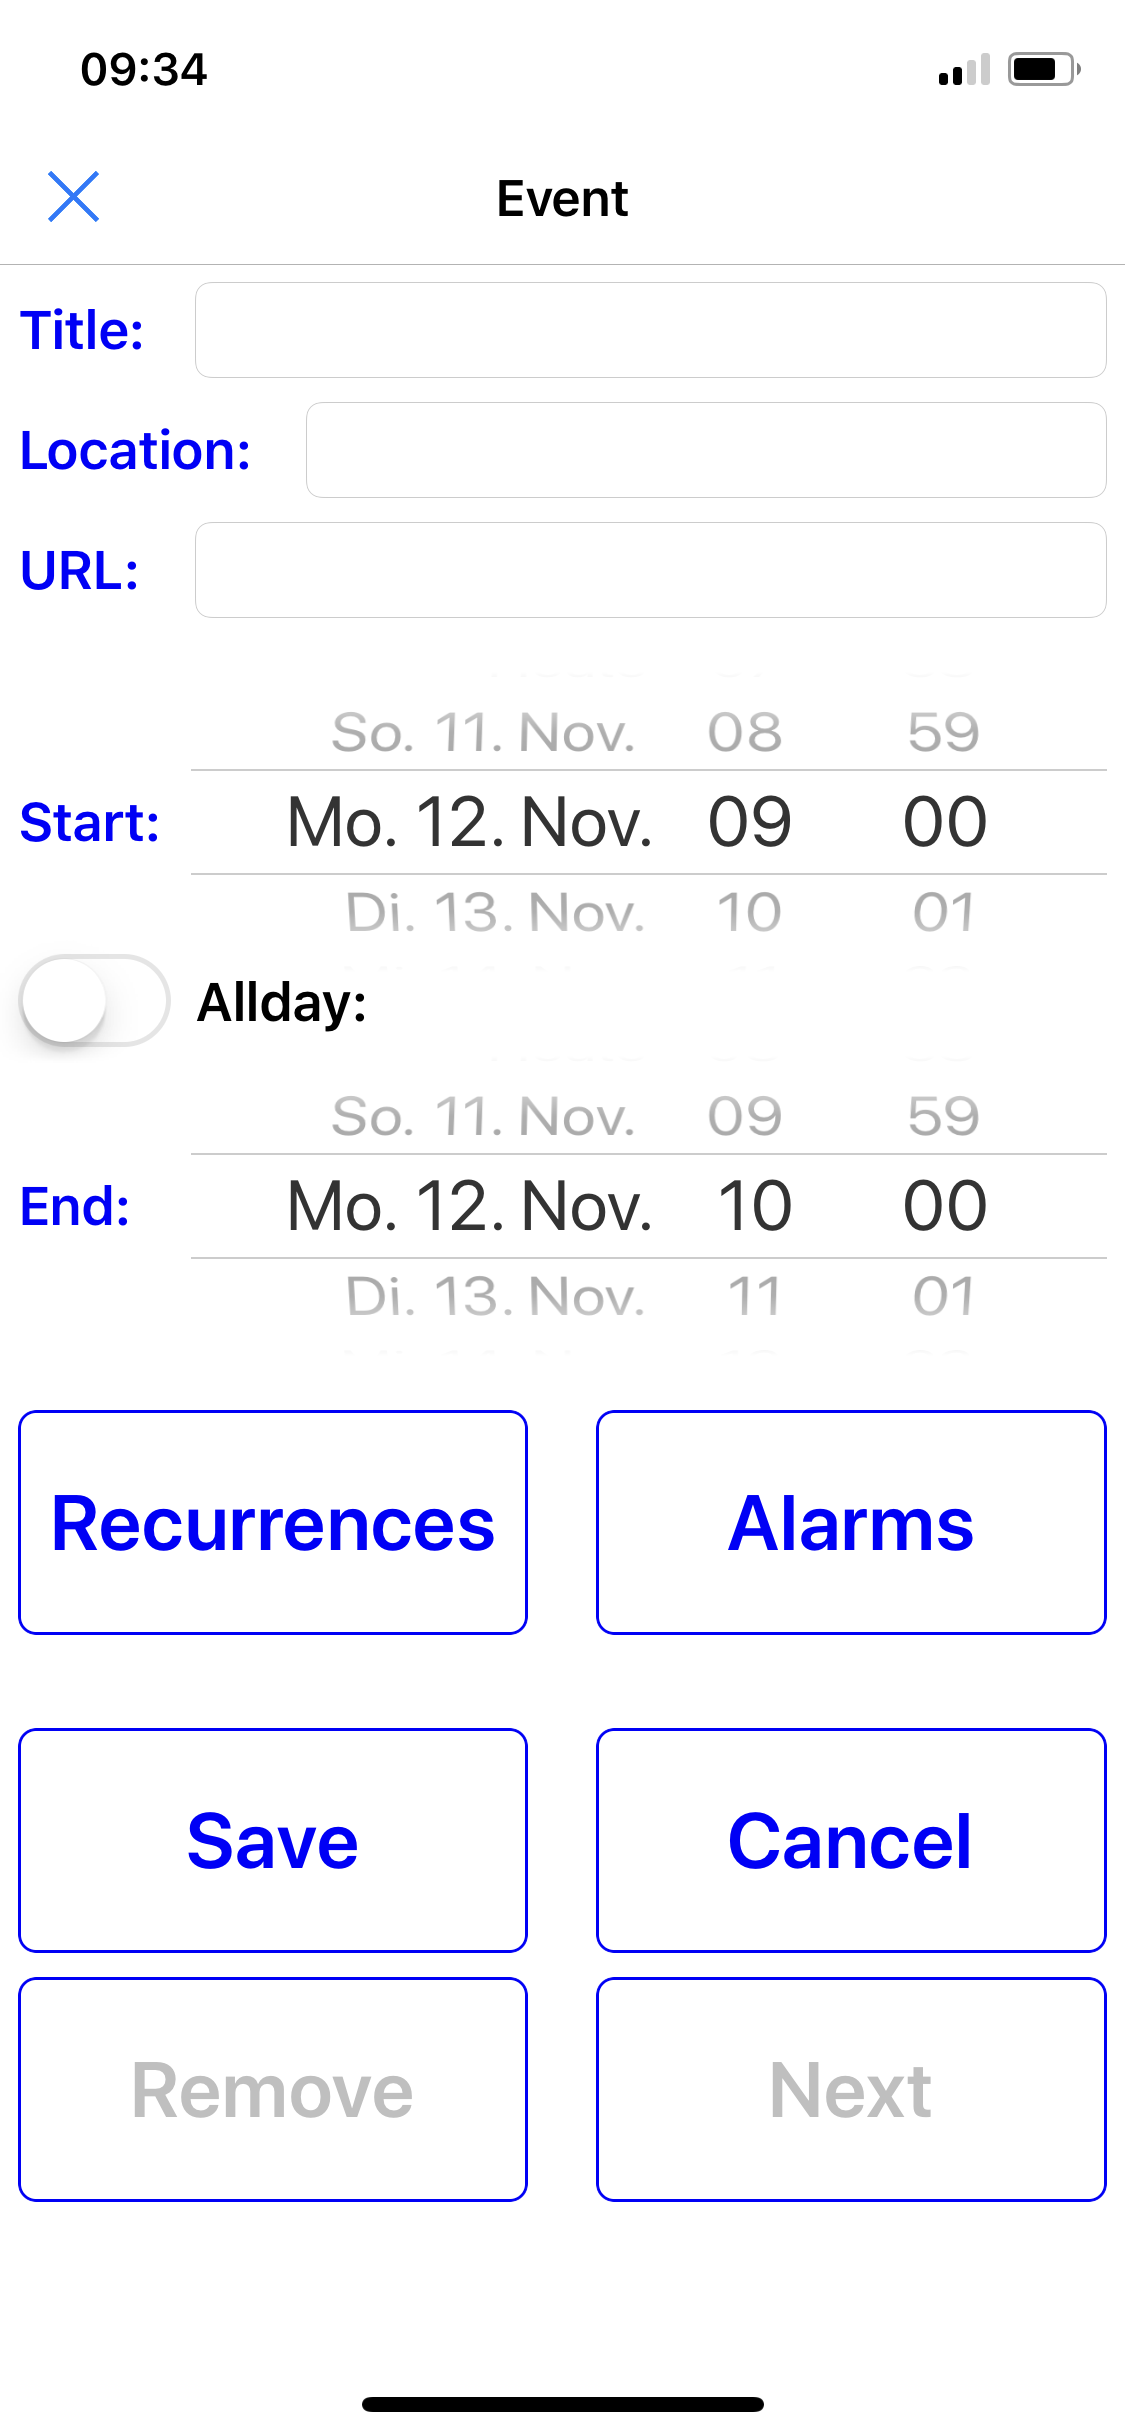 09:34
Event
Title:
Location:
URL:
So. 11. Nov. 08 59
Start: Mo. 12. Nov. 09 00
Di. 13. Nov. 10 01
Allday:
So. 11. Nov. 09 59
End: Mo. 12. Nov. 10 00
Di. 13. Nov. 11 01
Recurrences Alarms
Save Cancel
Remove Next